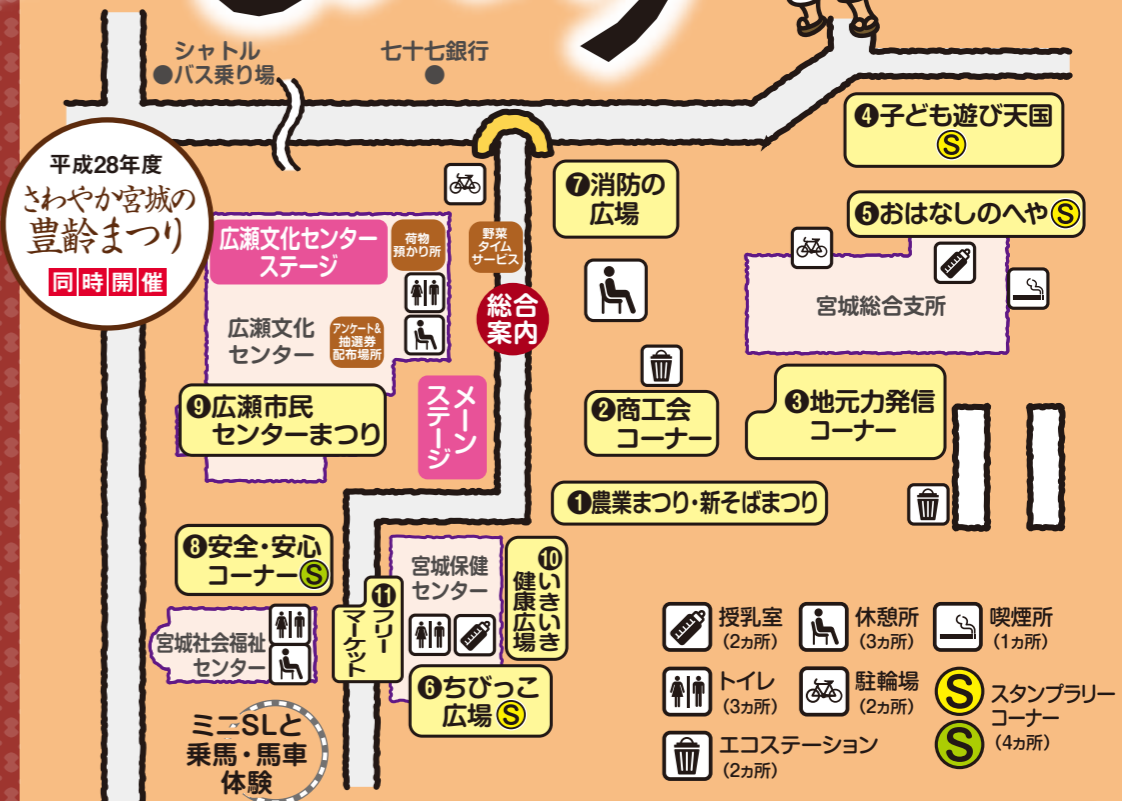 シャトル
●バス乗り場
七十七銀行
●
平成28年度
さわやか宮城の
豊齢まつり
同時開催
広瀬文化センター
ステージ
荷物
預かり所
野菜
タイム
サービス
総合
案内
広瀬文化
センター
アンケート&
抽選券
配布場所
❾広瀬市民
センターまつり
メーン
ステージ
❼消防の
広場
❹子ども遊び天国
S
❺おはなしのへや S
宮城総合支所
❷商工会
コーナー
❸地元力発信
コーナー
❶農業まつり・新そばまつり
❽安全・安心
コーナー S
宮城社会福祉
センター
⓫フリー
マーケット
宮城保健
センター
❿いきいき
健康広場
❻ちびっこ
広場 S
ミニSLと
乗馬・馬車
体験
授乳室
(2ヵ所)
休憩所
(3ヵ所)
喫煙所
(1ヵ所)
トイレ
(3ヵ所)
駐輪場
(2ヵ所)
S
S
スタンプラリー
コーナー
(4ヵ所)
エコステーション
(2ヵ所)